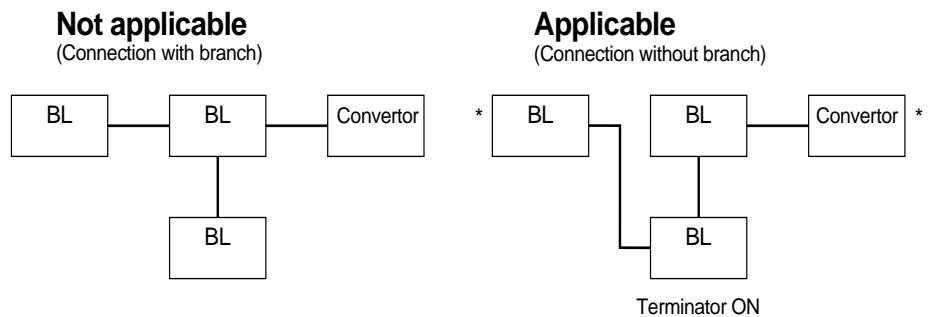 Not applicable
(Connection with branch)
BL
BL
Convertor
BL
Applicable
(Connection without branch)
*
BL
BL
Convertor
*
BL
Terminator ON